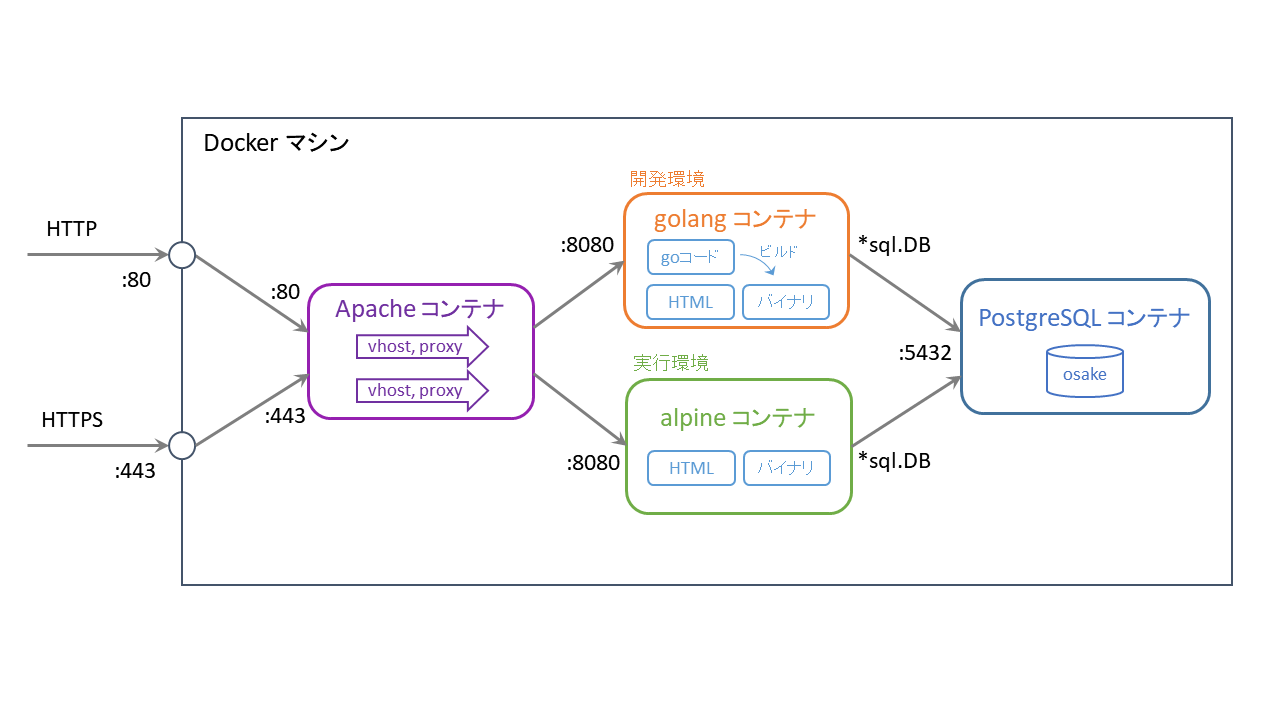 Docker マシン
HTTP
:80
HTTPS
:443
:80
:443
Apache コンテナ
vhost, proxy
vhost, proxy
:8080
:8080
開発環境
golang コンテナ
goコード
ビルド
HTML
バイナリ
実行環境
alpine コンテナ
HTML
バイナリ
*sql.DB
:5432
*sql.DB
PostgreSQL コンテナ
osake